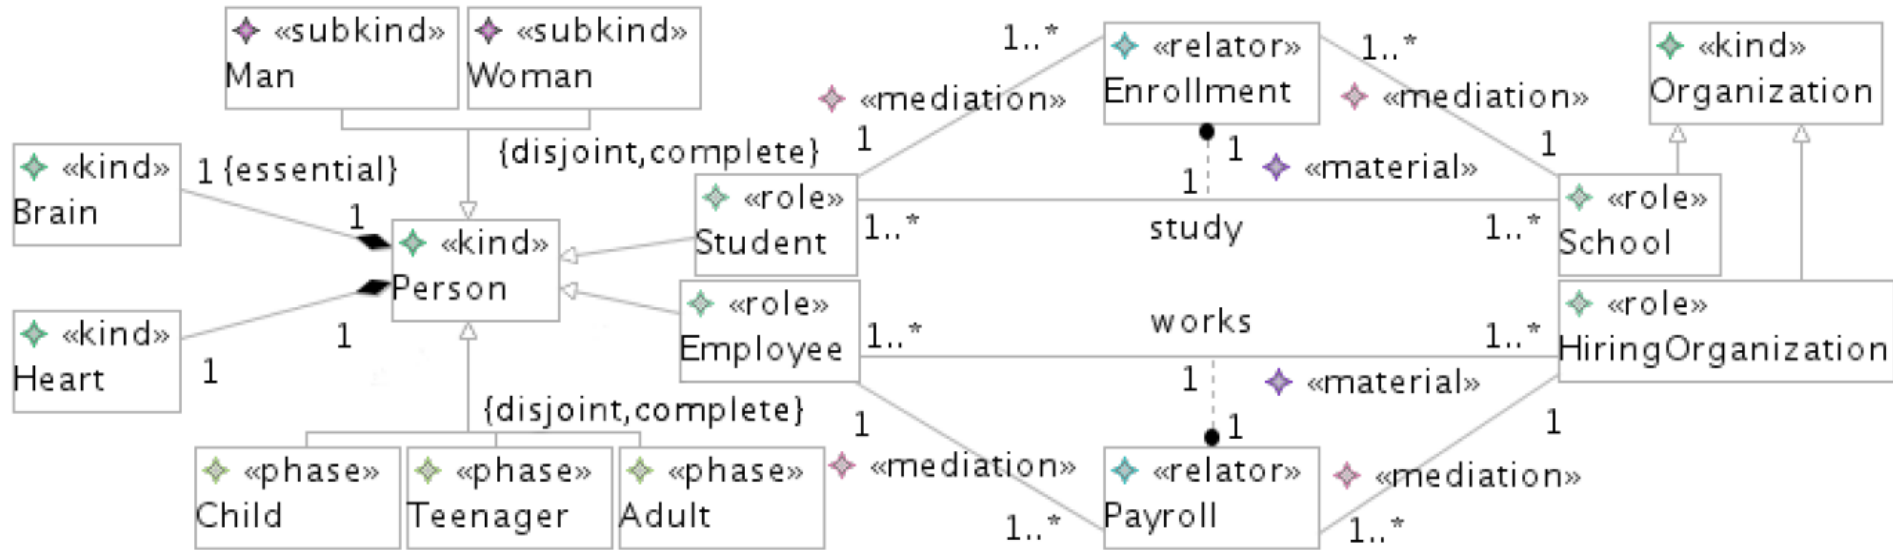 «subkind»
Man
«subkind»
Woman
1..*
«relator»
Enrollment
1..*
«kind»
Organization
«mediation»
«mediation»
{disjoint,complete}
1
1
1
«kind»
Brain
1 {essential}
1
«material»
1
«role»
Student
1..*
study
1..*
«role»
School
«kind»
Person
«kind»
Heart
1
1
«role»
Employee
1..*
works
1..*
«role»
HiringOrganization
1
«material»
{disjoint,complete}
1
1
1
«phase»
Child
«phase»
Teenager
«phase»
Adult
«mediation»
«relator»
Payroll
«mediation»
1..*
1..*